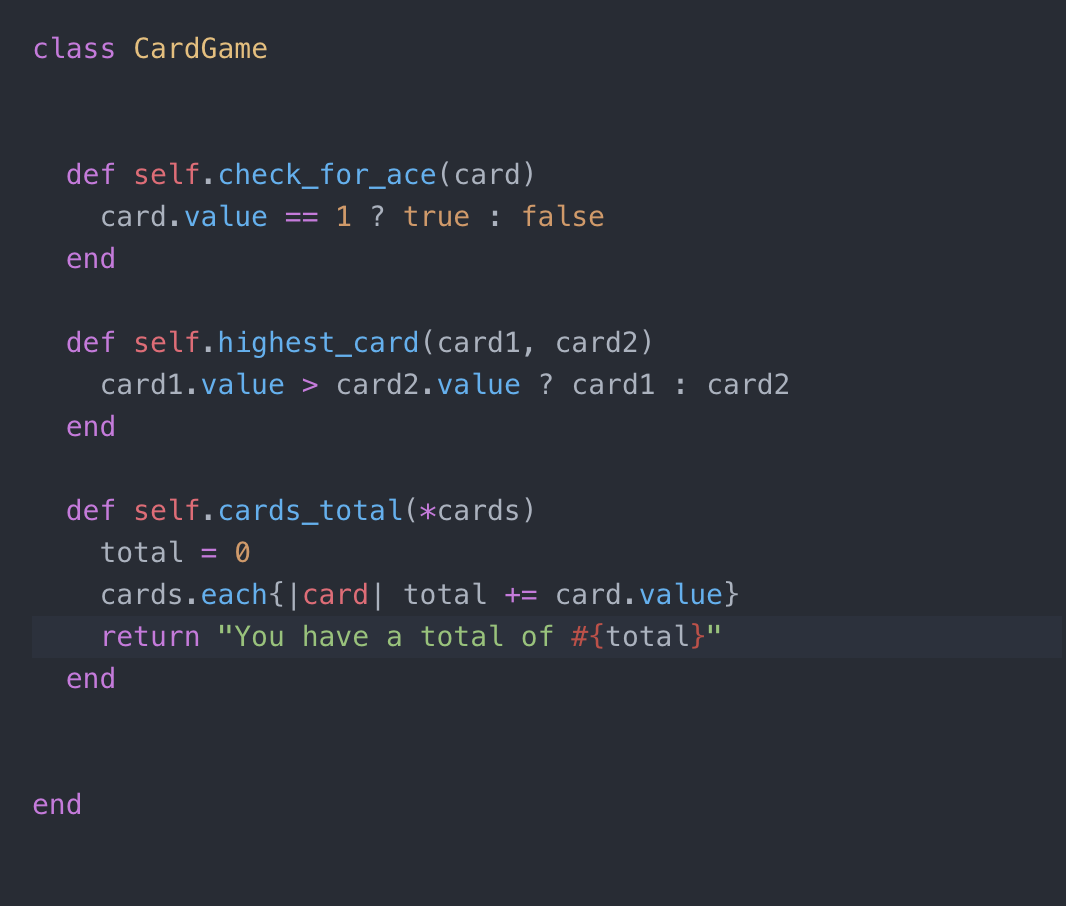 class CardGame
  def self.check_for_ace(card)
    card.value == 1 ? true : false
  end
  def self.highest_card(card1, card2)
    card1.value > card2.value ? card1 : card2
  end
  def self.cards_total(*cards)
    total = 0
    cards.each{|card| total += card.value}
    return "You have a total of #{total}"
  end
end